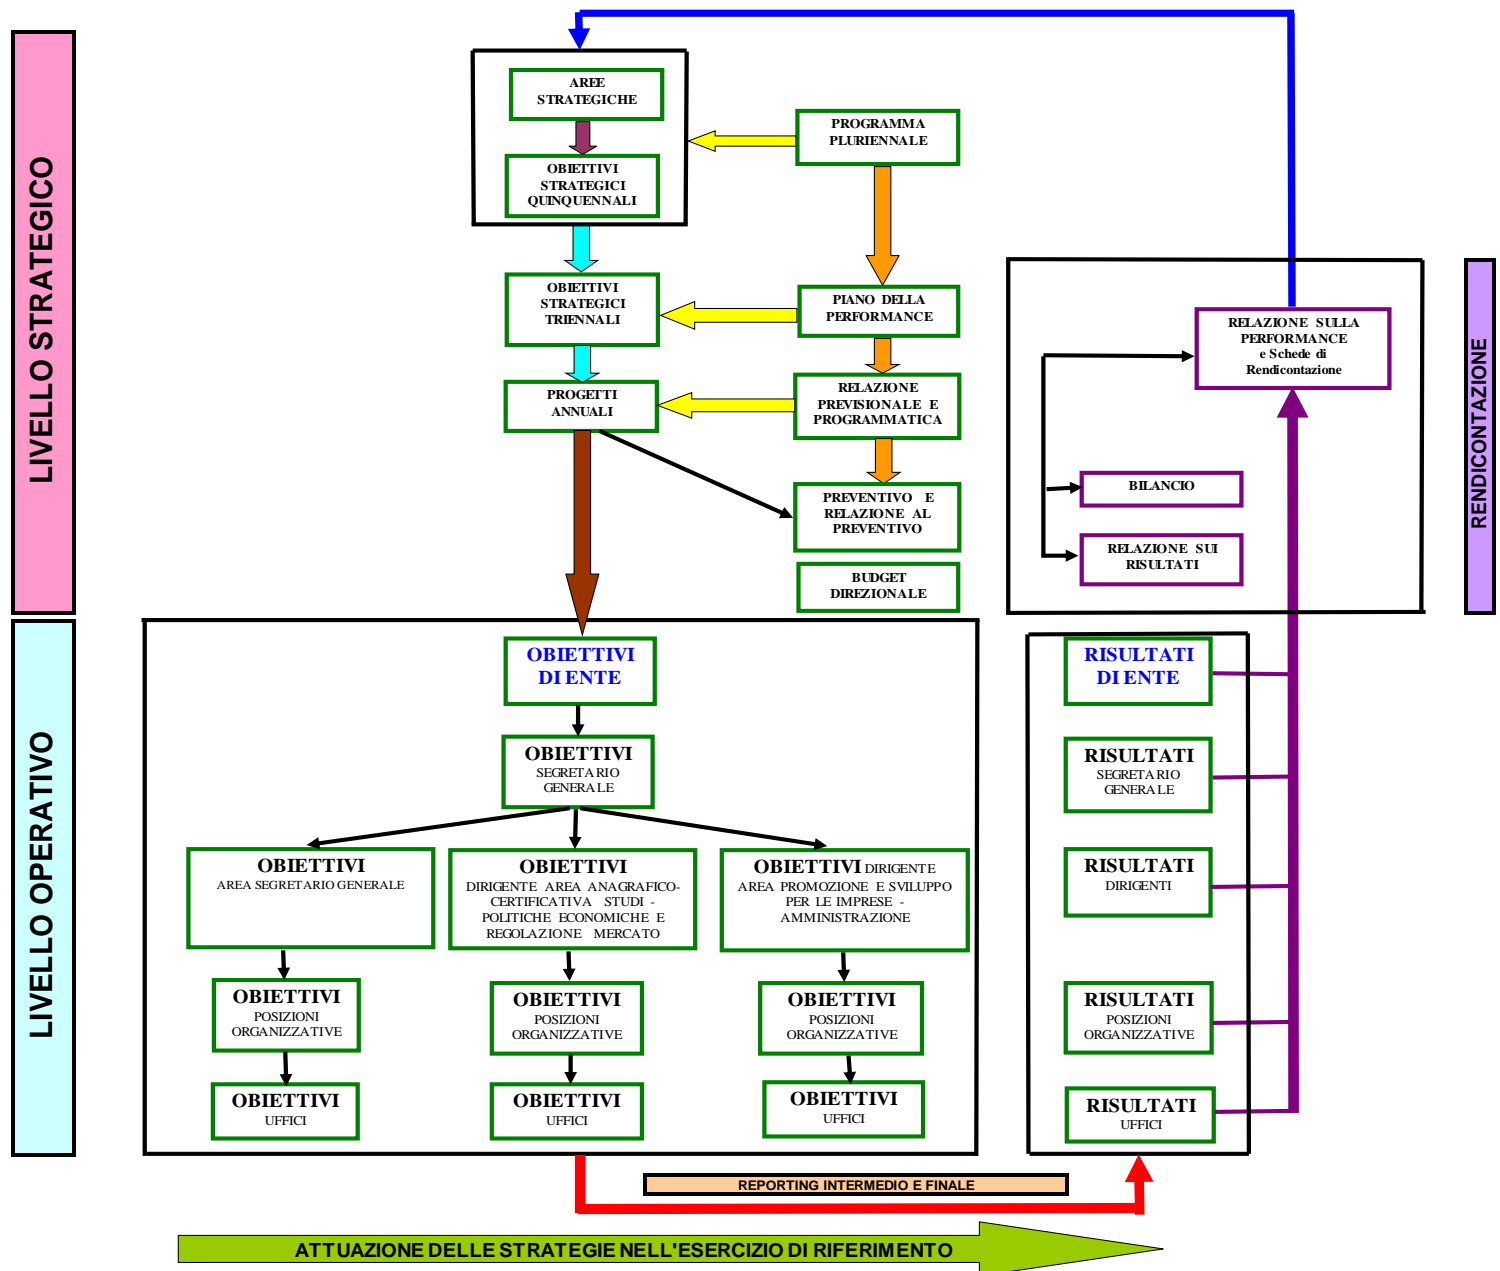 LIVELLO STRATEGICO
AREE
STRATEGICHE
OBIETTIVI
STRATEGICI
QUINQUENNALI
PROGRAMMA
PLURIENNALE
OBIETTIVI
STRATEGICI
TRIENNALI
PIANO DELLA
PERFORMANCE
PROGETTI
ANNUALI
RELAZIONE
PREVISIONALE E
PROGRAMMATICA
PREVENTIVO E
RELAZIONE AL
PREVENTIVO
BUDGET
DIREZIONALE
RELAZIONE SULLA
PERFORMANCE
e Schede di
Rendicontazione
BILANCIO
RELAZIONE SUI
RISULTATI
RENDICONTAZIONE
LIVELLO OPERATIVO
OBIETTIVI
DI ENTE
OBIETTIVI
SEGRETARIO
GENERALE
OBIETTIVI
AREA SEGRETARIO GENERALE
OBIETTIVI
DIRIGENTE AREA ANAGRAFICO-
CERTIFICATIVA STUDI -
POLITICHE ECONOMICHE E
REGOLAZIONE MERCATO
OBIETTIVI DIRIGENTE
AREA PROMOZIONE E SVILUPPO
PER LE IMPRESE -
AMMINISTRAZIONE
OBIETTIVI
POSIZIONI
ORGANIZZATIVE
OBIETTIVI
POSIZIONI
ORGANIZZATIVE
OBIETTIVI
POSIZIONI
ORGANIZZATIVE
OBIETTIVI
UFFICI
OBIETTIVI
UFFICI
OBIETTIVI
UFFICI
RISULTATI
DI ENTE
RISULTATI
SEGRETARIO
GENERALE
RISULTATI
DIRIGENTI
RISULTATI
POSIZIONI
ORGANIZZATIVE
RISULTATI
UFFICI
REPORTING INTERMEDIO E FINALE
ATTUAZIONE DELLE STRATEGIE NELL'ESERCIZIO DI RIFERIMENTO